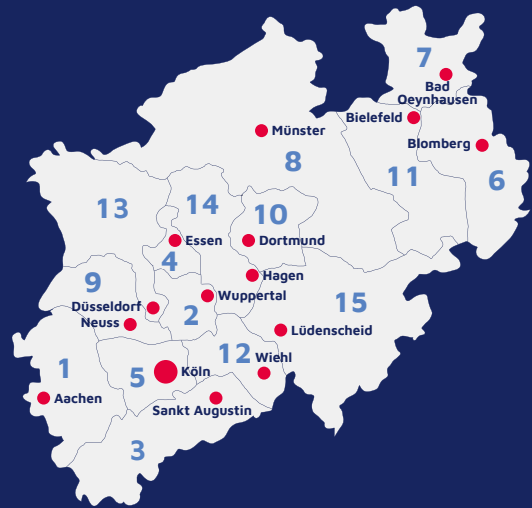 7
Bad
Oeynhausen
Bielefeld
Münster
Blomberg
8
11
6
13
14
10
Essen
Dortmund
4
Hagen
9
Wuppertal
15
Düsseldorf
2
Neuss
Lüdenscheid
12
Wiehl
1
5
Köln
Aachen
Sankt Augustin
3